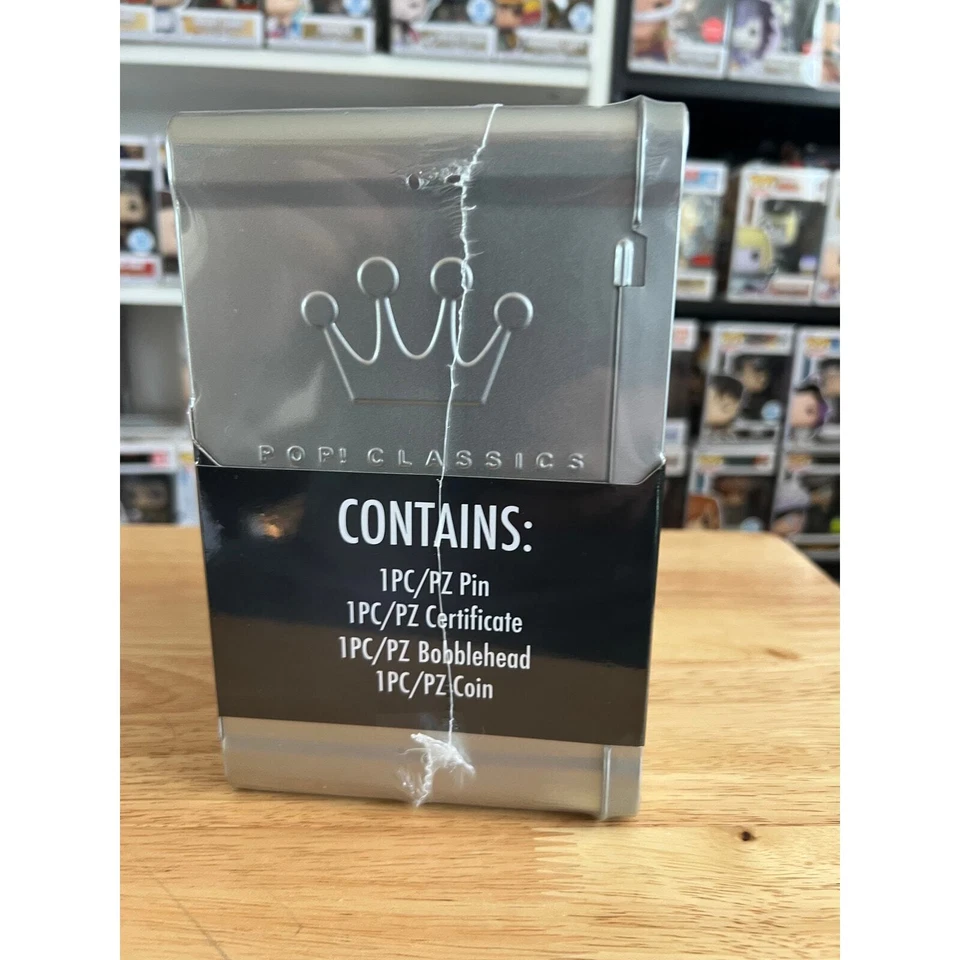 POP! CLASSICS
CONTAINS:
1PC/PZ Pin
1PC/PZ Certificate
1PC/PZ Bobblehead
1PC/PZ Coin